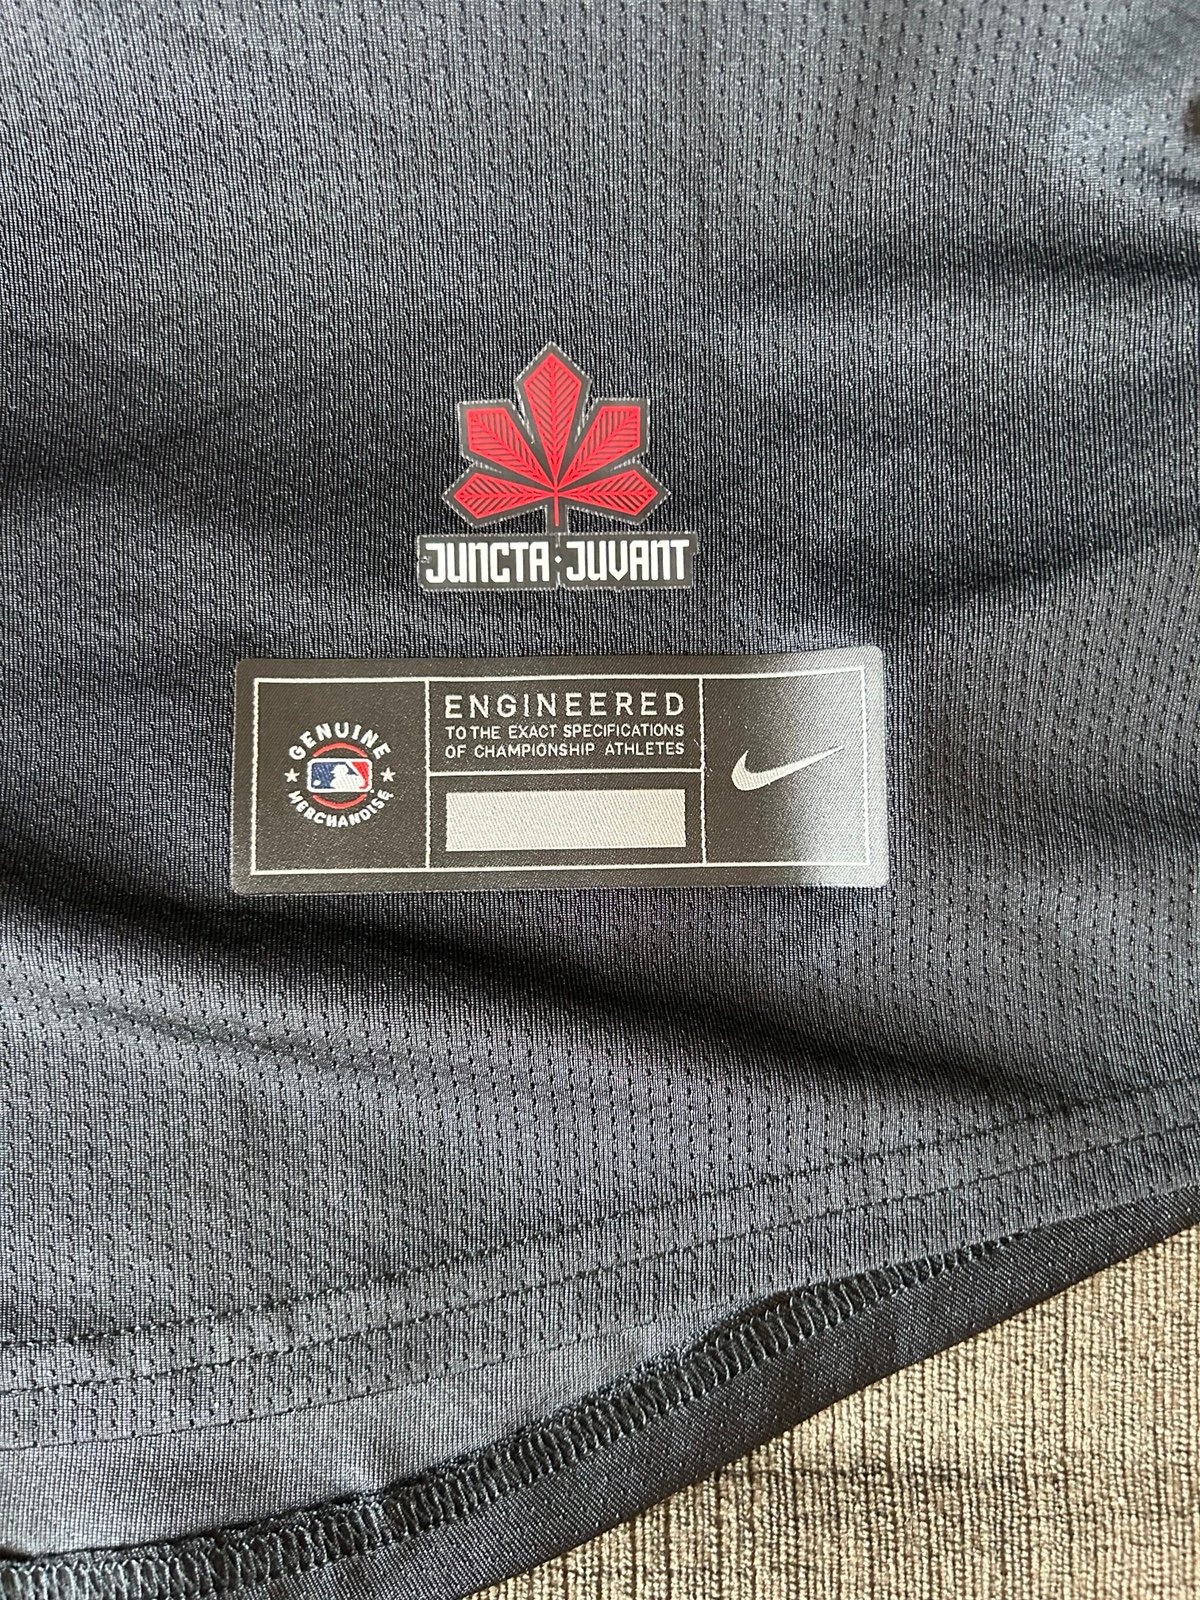 JUNCTA · JUVANT
GENUINE
MERCHANDISE
ENGINEERED
TO THE EXACT SPECIFICATIONS
OF CHAMPIONSHIP ATHLETES